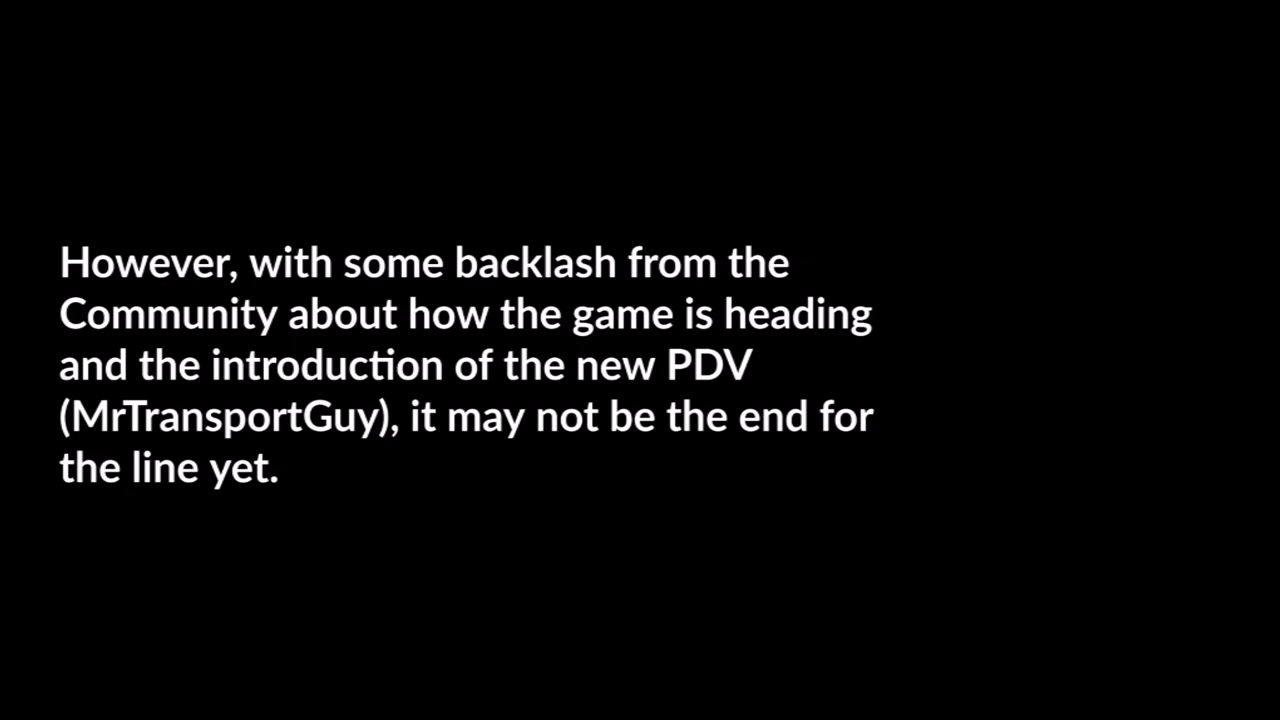 However, with some backlash from the
Community about how the game is heading
and the introduction of the new PDV
(MrTransportGuy), it may not be the end for
the line yet.